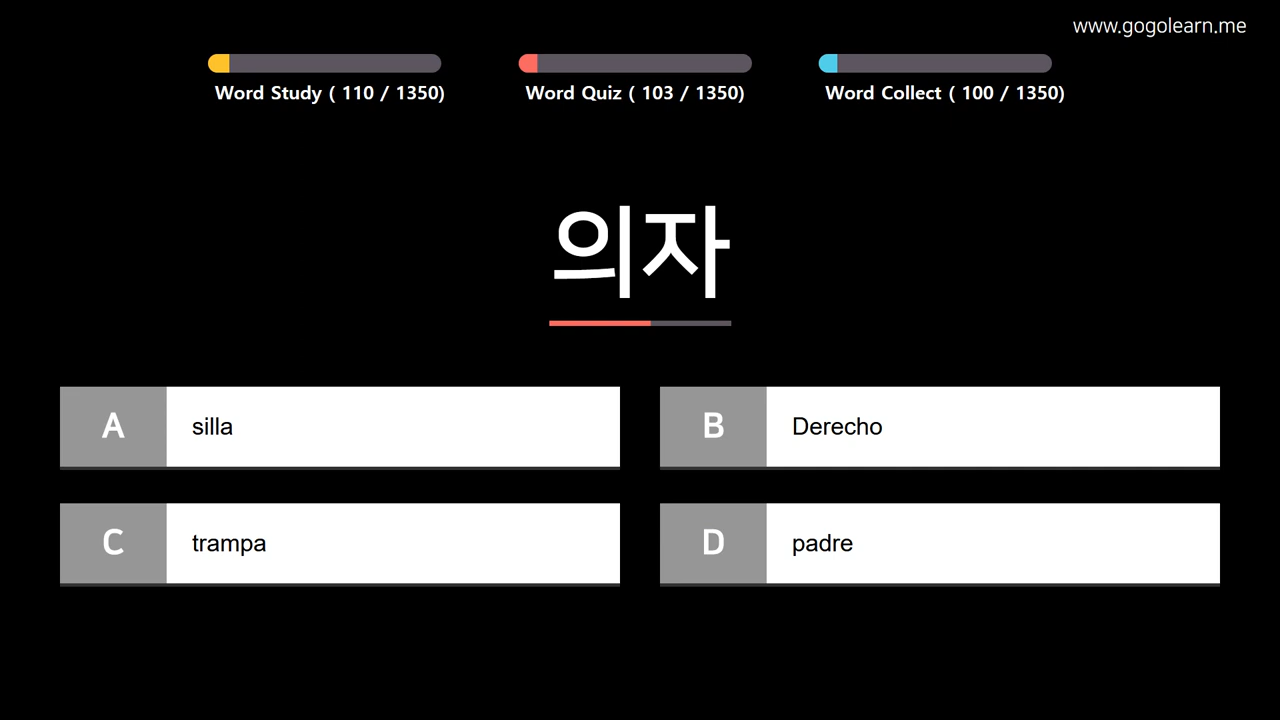 www.gogolearn.me
Word Study ( 110 / 1350)
Word Quiz ( 103 / 1350)
Word Collect ( 100 / 1350)
의자
A silla
B Derecho
C trampa
D padre